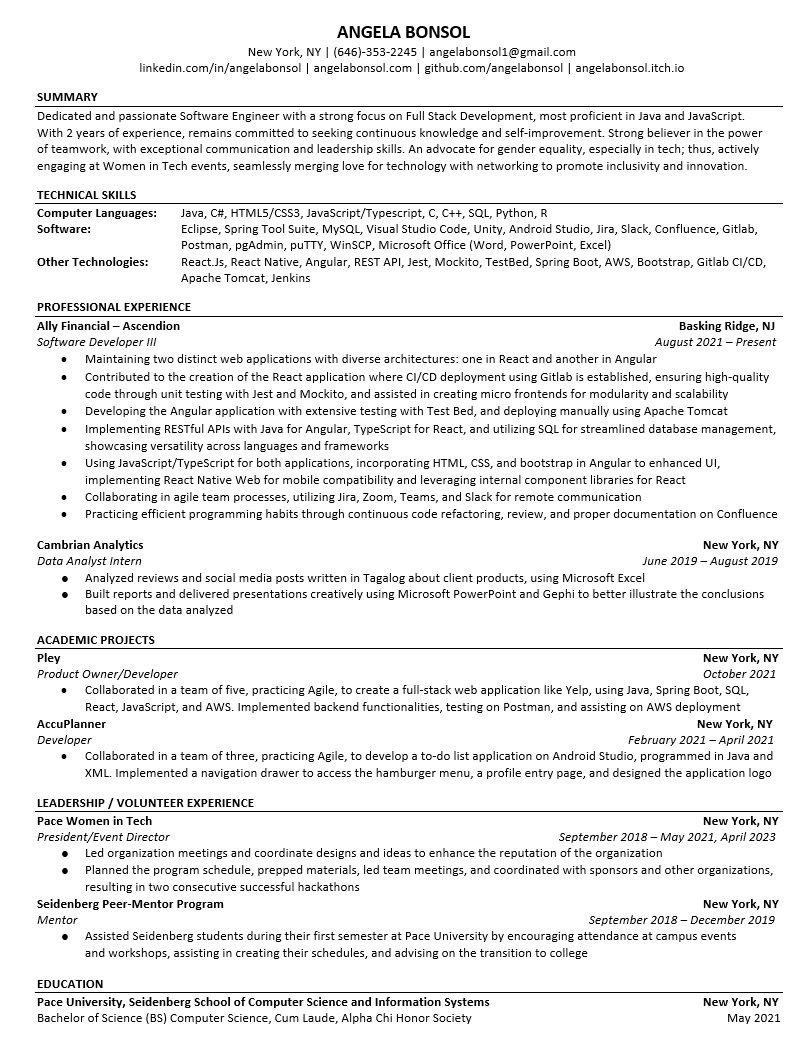 ANGELA BONSOL
New York, NY | (646)-353-2245 | angelabonsol1@gmail.com
linkedin.com/in/angelabonsol | angelabonsol.com | github.com/angelabonsol | angelabonsol.itch.io
SUMMARY
Dedicated and passionate Software Engineer with a strong focus on Full Stack Development, most proficient in Java and JavaScript.
With 2 years of experience, remains committed to seeking continuous knowledge and self-improvement. Strong believer in the power
of teamwork, with exceptional communication and leadership skills. An advocate for gender equality, especially in tech; thus, actively
engaging at Women in Tech events, seamlessly merging love for technology with networking to promote inclusivity and innovation.
TECHNICAL SKILLS
Computer Languages: Java, C#, HTML5/CSS3, JavaScript/Typescript, C, C++, SQL, Python, R
Software: Eclipse, Spring Tool Suite, MySQL, Visual Studio Code, Unity, Android Studio, Jira, Slack, Confluence, Gitlab,
Postman, pgAdmin, puTTY, WinSCP, Microsoft Office (Word, PowerPoint, Excel)
Other Technologies: React.Js, React Native, Angular, REST API, Jest, Mockito, TestBed, Spring Boot, AWS, Bootstrap, Gitlab CI/CD,
Apache Tomcat, Jenkins
PROFESSIONAL EXPERIENCE
Ally Financial – Ascendion Basking Ridge, NJ
Software Developer III August 2021 – Present
● Maintaining two distinct web applications with diverse architectures: one in React and another in Angular
● Contributed to the creation of the React application where CI/CD deployment using Gitlab is established, ensuring high-quality
code through unit testing with Jest and Mockito, and assisted in creating micro frontends for modularity and scalability
● Developing the Angular application with extensive testing with Test Bed, and deploying manually using Apache Tomcat
● Implementing RESTful APIs with Java for Angular, TypeScript for React, and utilizing SQL for streamlined database management,
showcasing versatility across languages and frameworks
● Using JavaScript/TypeScript for both applications, incorporating HTML, CSS, and bootstrap in Angular to enhanced UI,
implementing React Native Web for mobile compatibility and leveraging internal component libraries for React
● Collaborating in agile team processes, utilizing Jira, Zoom, Teams, and Slack for remote communication
● Practicing efficient programming habits through continuous code refactoring, review, and proper documentation on Confluence
Cambrian Analytics New York, NY
Data Analyst Intern June 2019 – August 2019
● Analyzed reviews and social media posts written in Tagalog about client products, using Microsoft Excel
● Built reports and delivered presentations creatively using Microsoft PowerPoint and Gephi to better illustrate the conclusions
based on the data analyzed
ACADEMIC PROJECTS
Pley New York, NY
Product Owner/Developer October 2021
● Collaborated in a team of five, practicing Agile, to create a full-stack web application like Yelp, using Java, Spring Boot, SQL,
React, JavaScript, and AWS. Implemented backend functionalities, testing on Postman, and assisting on AWS deployment
AccuPlanner New York, NY
Developer February 2021 – April 2021
● Collaborated in a team of three, practicing Agile, to develop a to-do list application on Android Studio, programmed in Java and
XML. Implemented a navigation drawer to access the hamburger menu, a profile entry page, and designed the application logo
LEADERSHIP / VOLUNTEER EXPERIENCE
Pace Women in Tech New York, NY
President/Event Director September 2018 – May 2021, April 2023
● Led organization meetings and coordinate designs and ideas to enhance the reputation of the organization
● Planned the program schedule, prepped materials, led team meetings, and coordinated with sponsors and other organizations,
resulting in two consecutive successful hackathons
Seidenberg Peer-Mentor Program New York, NY
Mentor September 2018 – December 2019
● Assisted Seidenberg students during their first semester at Pace University by encouraging attendance at campus events
and workshops, assisting in creating their schedules, and advising on the transition to college
EDUCATION
Pace University, Seidenberg School of Computer Science and Information Systems New York, NY
Bachelor of Science (BS) Computer Science, Cum Laude, Alpha Chi Honor Society May 2021